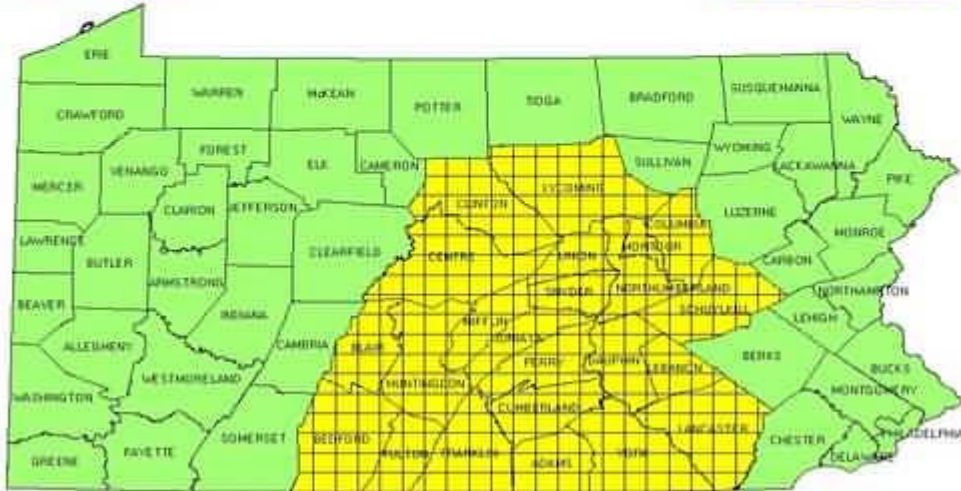 ERIE
WARREN
McKEAN
POTTER
BRADFORD
SUSQUEHANNA
WAYNE
CRAWFORD
FOREST
ELK
CAMERON
SULLIVAN
WYOMING
LACKAWANNA
PIKE
MERCER
VENANGO
CLARION
JEFFERSON
CLINTON
LYCOMING
LUZERNE
MONROE
LAWRENCE
BUTLER
CLEARFIELD
CENTRE
UNION
MONTOUR
CARBON
BEAVER
ARMSTRONG
INDIANA
SNYDER
NORTHUMBERLAND
SCHUYLKILL
NORTHAMPTON
LEHIGH
ALLEGHENY
CAMBRIA
BLAIR
MIFFLIN
JUNIATA
PERRY
DAUPHIN
LEBANON
BERKS
BUCKS
WASHINGTON
WESTMORELAND
HUNTINGDON
CUMBERLAND
MONTGOMERY
GREENE
FAYETTE
SOMERSET
BEDFORD
FULTON
FRANKLIN
ADAMS
YORK
LANCASTER
CHESTER
DELAWARE
PHILADELPHIA